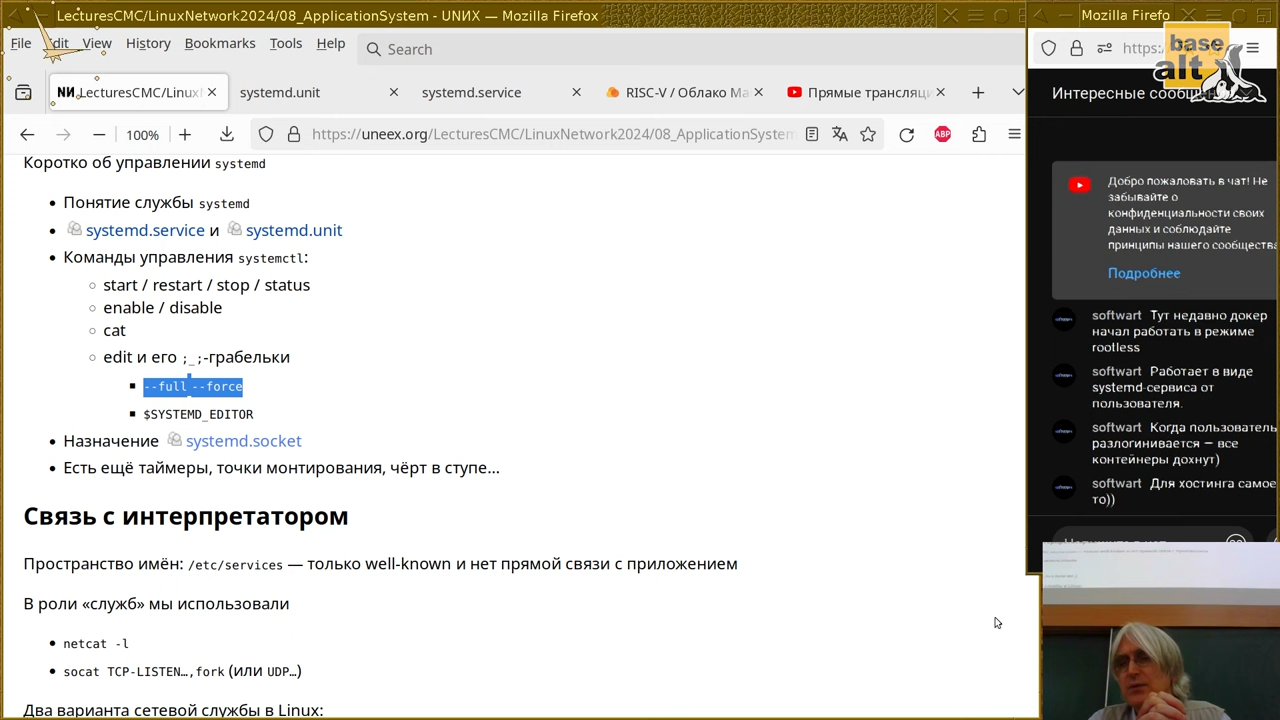 LecturesCMC/LinuxNetwork2024/08_ApplicationSystem - UNИX — Mozilla Firefox
Mozilla Firefo
File Edit View History Bookmarks Tools Help
Search
https:/
base
alt
LecturesCMC/Linux
systemd.unit
systemd.service
RISC-V / Облако Ma
Прямые трансляц
Интересные сообщ
100%
https://uneex.org/LecturesCMC/LinuxNetwork2024/08_ApplicationSystem
ABP
Коротко об управлении systemd
• Понятие службы systemd
• systemd.service и systemd.unit
• Команды управления systemctl:
start / restart / stop / status
enable / disable
cat
edit и его ;_;-грабельки
--full --force
$SYSTEMD_EDITOR
• Назначение systemd.socket
• Есть ещё таймеры, точки монтирования, чёрт в ступе…
Связь с интерпретатором
Пространство имён: /etc/services — только well-known и нет прямой связи с приложением
В роли «служб» мы использовали
• netcat -l
• socat TCP-LISTEN…,fork (или UDP…)
Два варианта сетевой службы в Linux:
Добро пожаловать в чат! Не
забывайте о
конфиденциальности своих
данных и соблюдайте
принципы нашего сообщества
Подробнее
softwart Тут недавно докер
начал работать в режиме
rootless
softwart Работает в виде
systemd-сервиса от
пользователя.
softwart Когда пользователь
разлогинивается — все
контейнеры дохнут)
softwart Для хостинга самое
то))